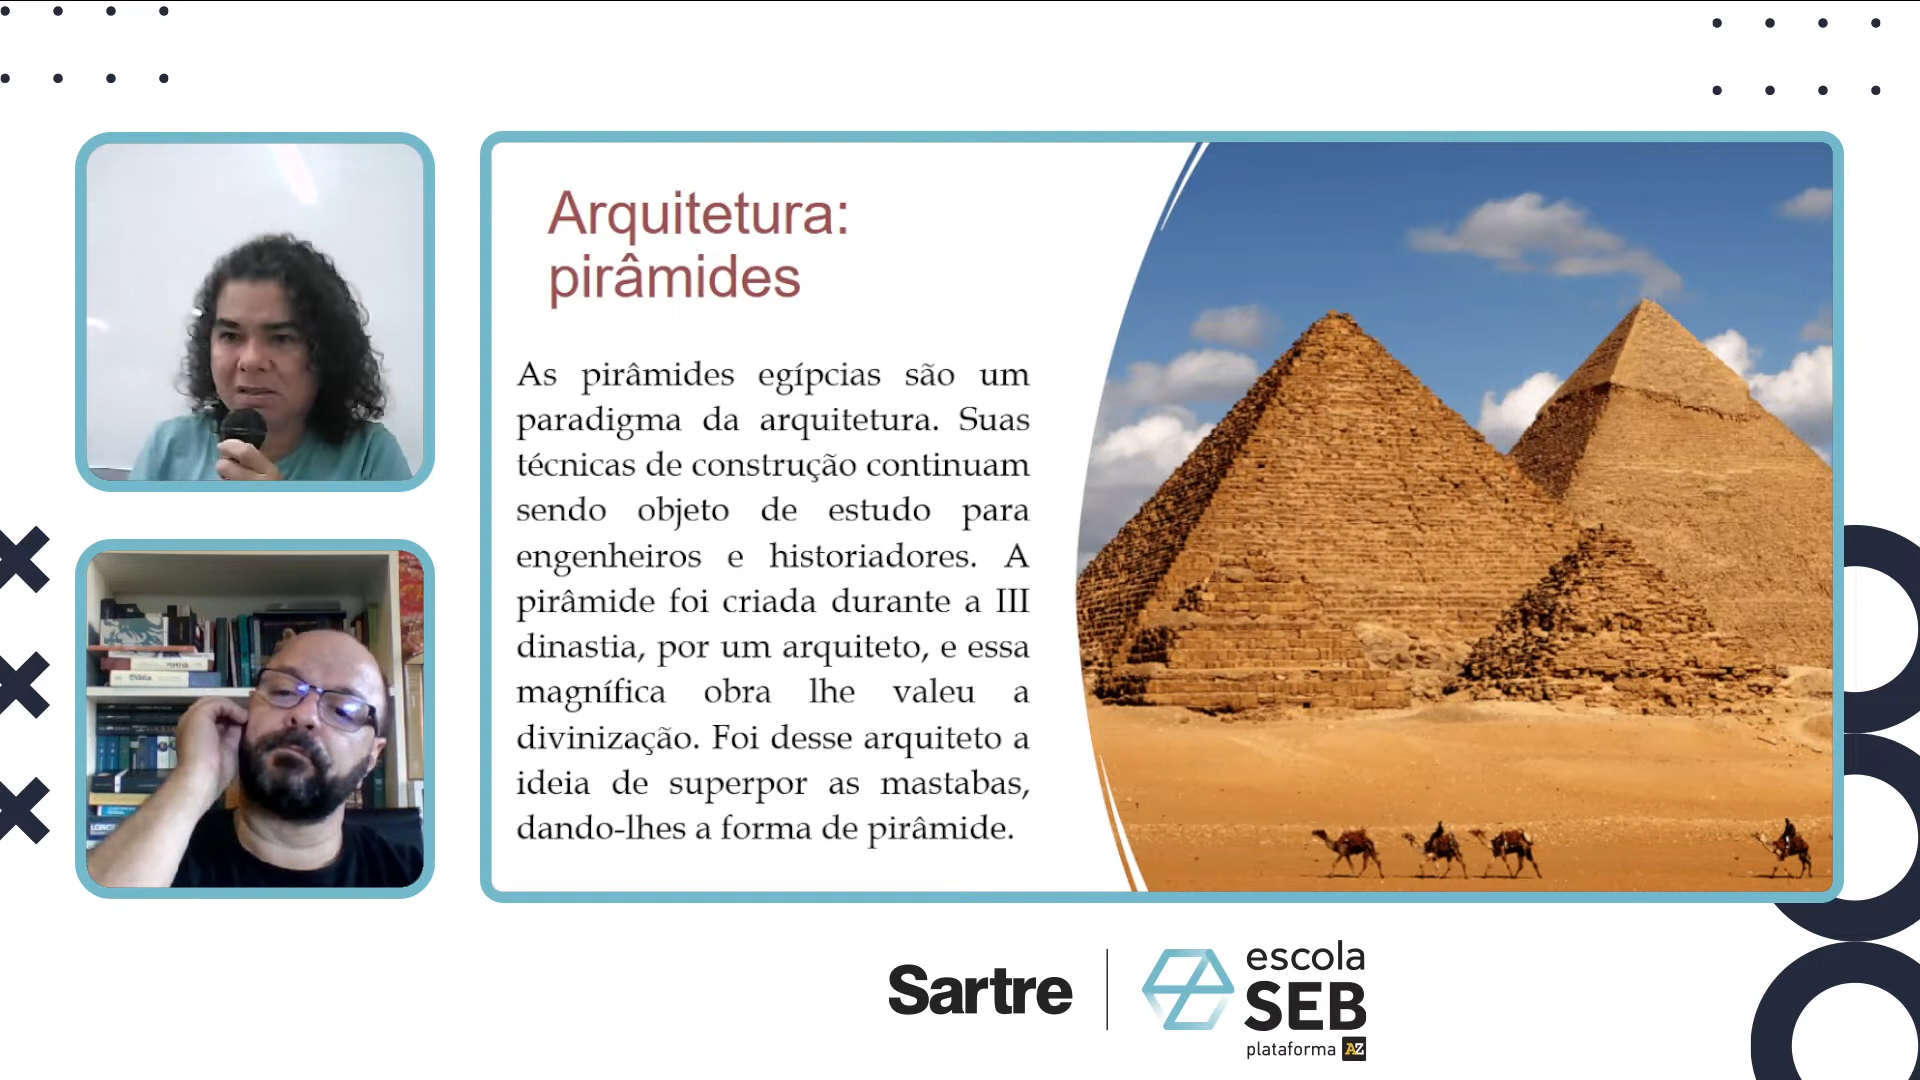 Arquitetura:
pirâmides
As pirâmides egípcias são um
paradigma da arquitetura. Suas
técnicas de construção continuam
sendo objeto de estudo para
engenheiros e historiadores. A
pirâmide foi criada durante a III
dinastia, por um arquiteto, e essa
magnífica obra lhe valeu a
divinização. Foi desse arquiteto a
ideia de superpor as mastabas,
dando-lhes a forma de pirâmide.
Bíblia
Sartre
escola
SEB
plataforma AZ